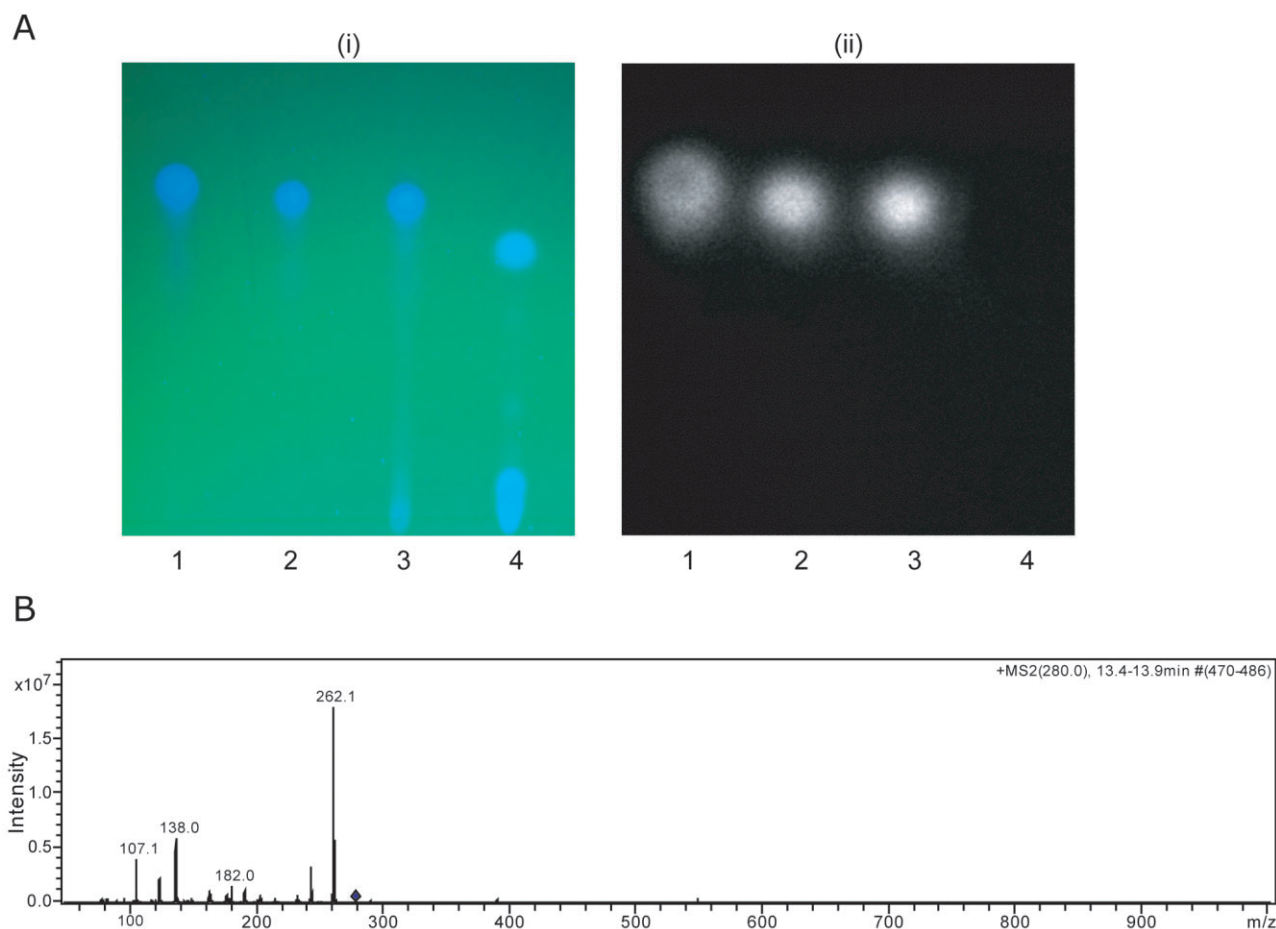 A
(i) (ii)
1 2 3 4 1 2 3 4
B
+MS2(280.0), 13.4-13.9min #(470-486)
x10⁷
262.1
1.5
Intensity
1.0
138.0
0.5
107.1
182.0
0.0
100 200 300 400 500 600 700 800 900 m/z